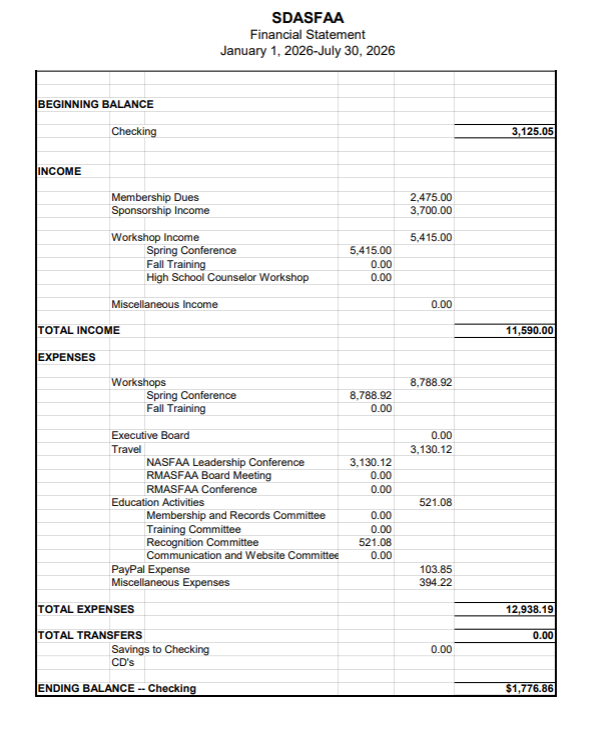 SDASFAA
Financial Statement
January 1, 2026-July 30, 2026
BEGINNING BALANCE
Checking 3,125.05
INCOME
Membership Dues 2,475.00
Sponsorship Income 3,700.00
Workshop Income 5,415.00
Spring Conference 5,415.00
Fall Training 0.00
High School Counselor Workshop 0.00
Miscellaneous Income 0.00
TOTAL INCOME 11,590.00
EXPENSES
Workshops 8,788.92
Spring Conference 8,788.92
Fall Training 0.00
Executive Board 0.00
Travel 3,130.12
NASFAA Leadership Conference 3,130.12
RMASFAA Board Meeting 0.00
RMASFAA Conference 0.00
Education Activities 521.08
Membership and Records Committee 0.00
Training Committee 0.00
Recognition Committee 521.08
Communication and Website Committee 0.00
PayPal Expense 103.85
Miscellaneous Expenses 394.22
TOTAL EXPENSES 12,938.19
TOTAL TRANSFERS 0.00
Savings to Checking 0.00
CD's
ENDING BALANCE -- Checking $1,776.86